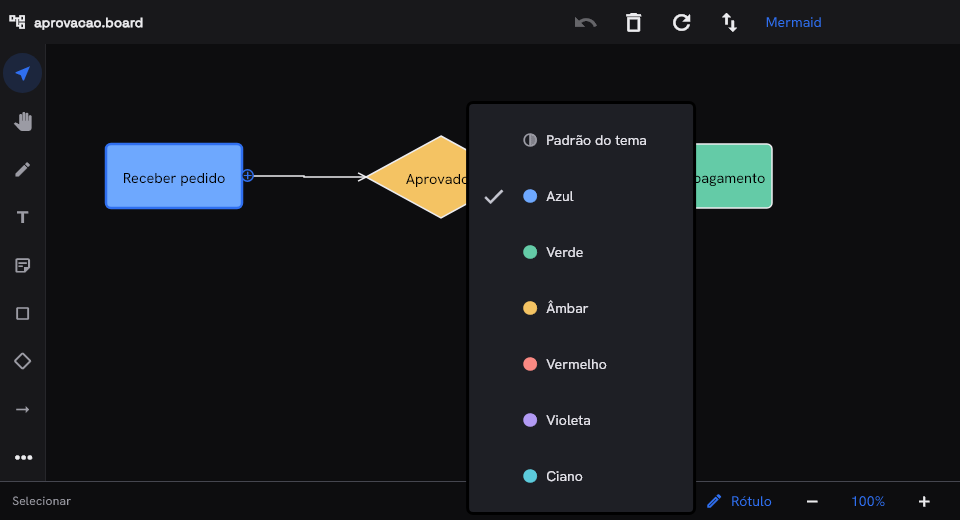 aprovacao.board
Mermaid
Receber pedido
Aprovado
pagamento
Padrão do tema
Azul
Verde
Âmbar
Vermelho
Violeta
Ciano
T
Selecionar
Rótulo
100%